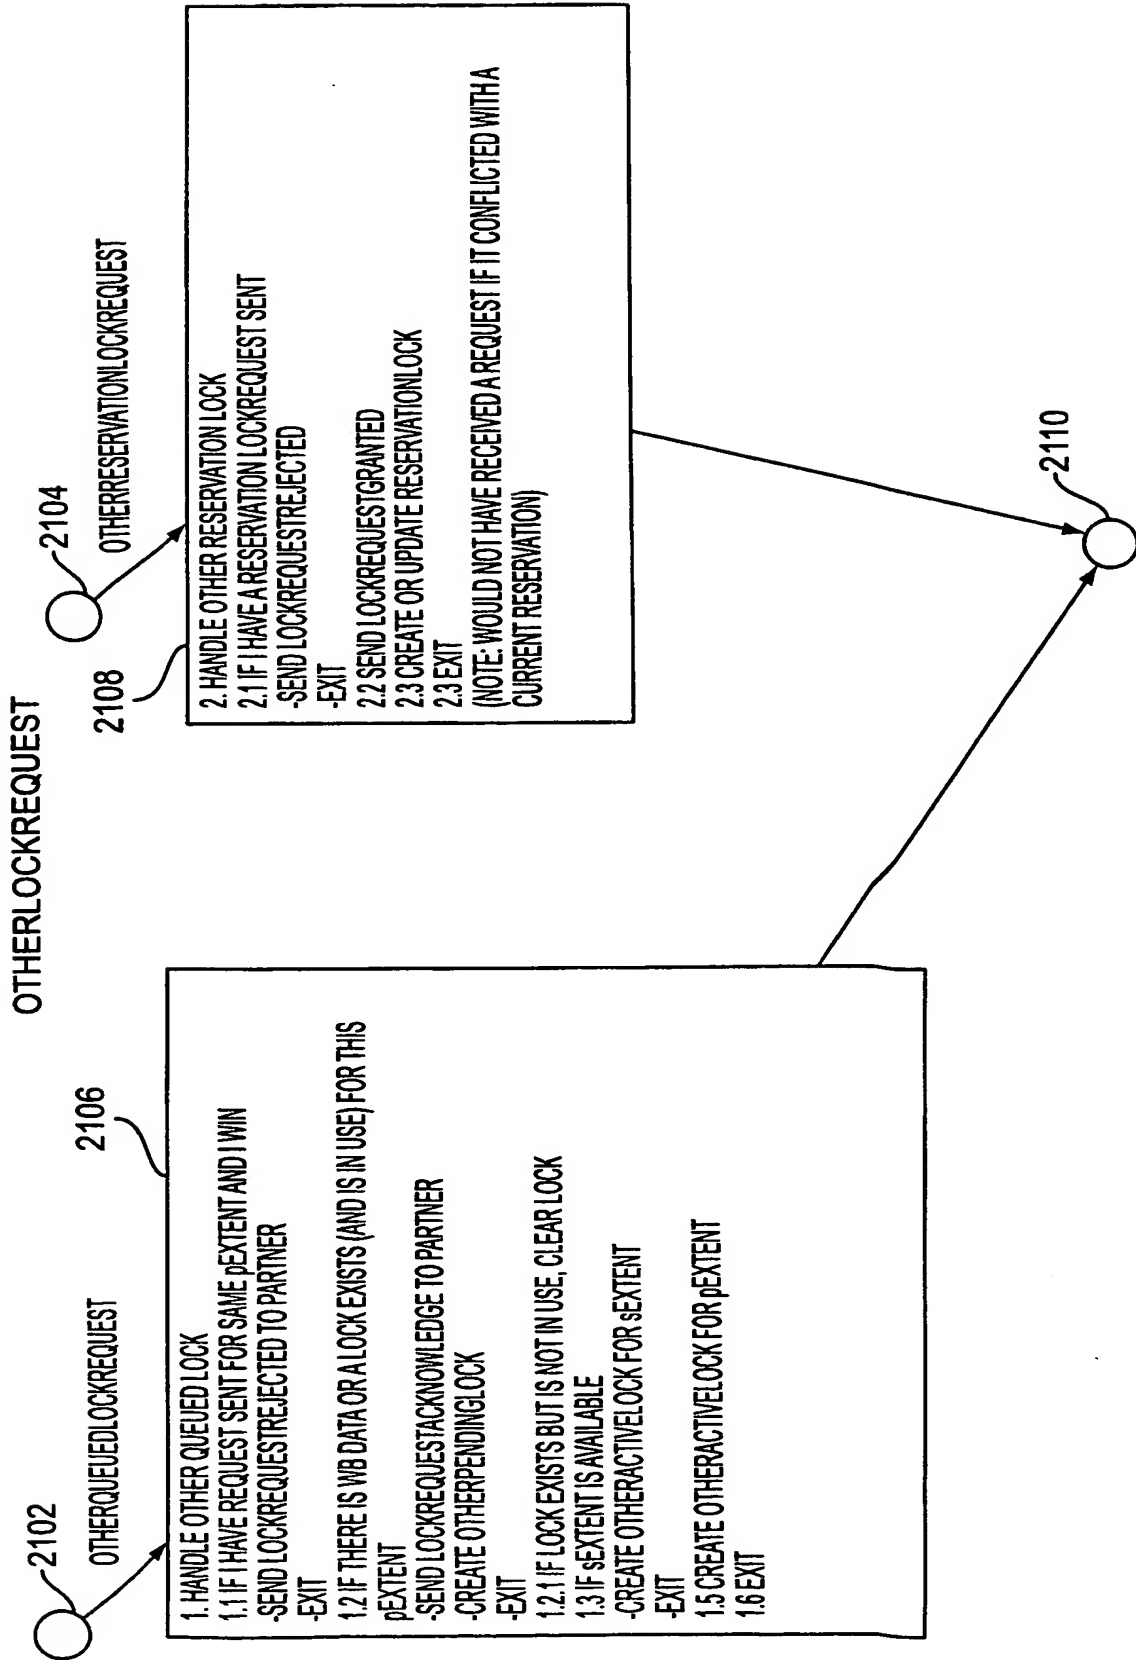 OTHERLOCKREQUEST
2102
OTHERQUEUEDLOCKREQUEST
2106
1. HANDLE OTHER QUEUED LOCK
1.1 IF I HAVE REQUEST SENT FOR SAME pEXTENT AND I WIN
-SEND LOCKREQUESTREJECTED TO PARTNER
-EXIT
1.2 IF THERE IS WB DATA OR A LOCK EXISTS (AND IS IN USE) FOR THIS
pEXTENT
-SEND LOCKREQUESTACKNOWLEDGE TO PARTNER
-CREATE OTHERPENDINGLOCK
-EXIT
1.2.1 IF LOCK EXISTS BUT IS NOT IN USE, CLEAR LOCK
1.3 IF sEXTENT IS AVAILABLE
-CREATE OTHERACTIVELOCK FOR sEXTENT
-EXIT
1.5 CREATE OTHERACTIVELOCK FOR pEXTENT
1.6 EXIT
2104
OTHERRESERVATIONLOCKREQUEST
2108
2. HANDLE OTHER RESERVATION LOCK
2.1 IF I HAVE A RESERVATION LOCKREQUEST SENT
-SEND LOCKREQUESTREJECTED
-EXIT
2.2 SEND LOCKREQUESTGRANTED
2.3 CREATE OR UPDATE RESERVATIONLOCK
2.3 EXIT
(NOTE: WOULD NOT HAVE RECEIVED A REQUEST IF IT CONFLICTED WITH A
CURRENT RESERVATION)
2110